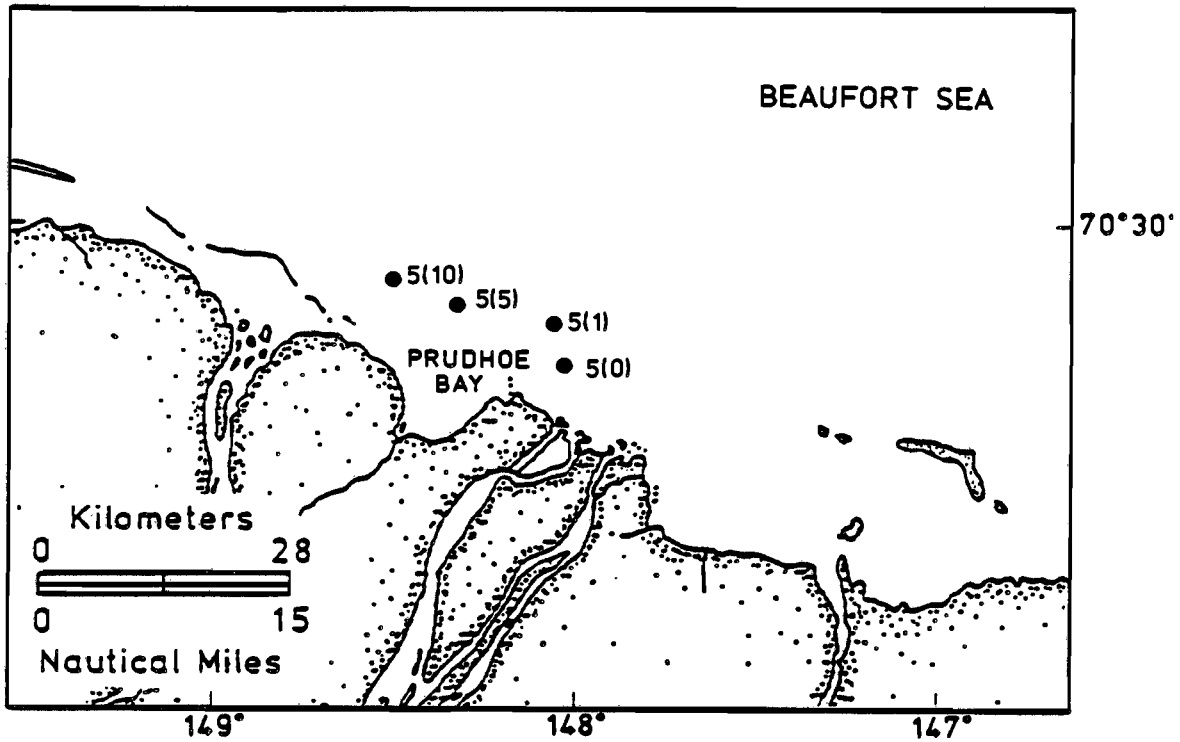 BEAUFORT SEA
70°30'
5(10)
5(5)
5(1)
5(0)
PRUDHOE
BAY
Kilometers
0 28
0 15
Nautical Miles
149° 148° 147°